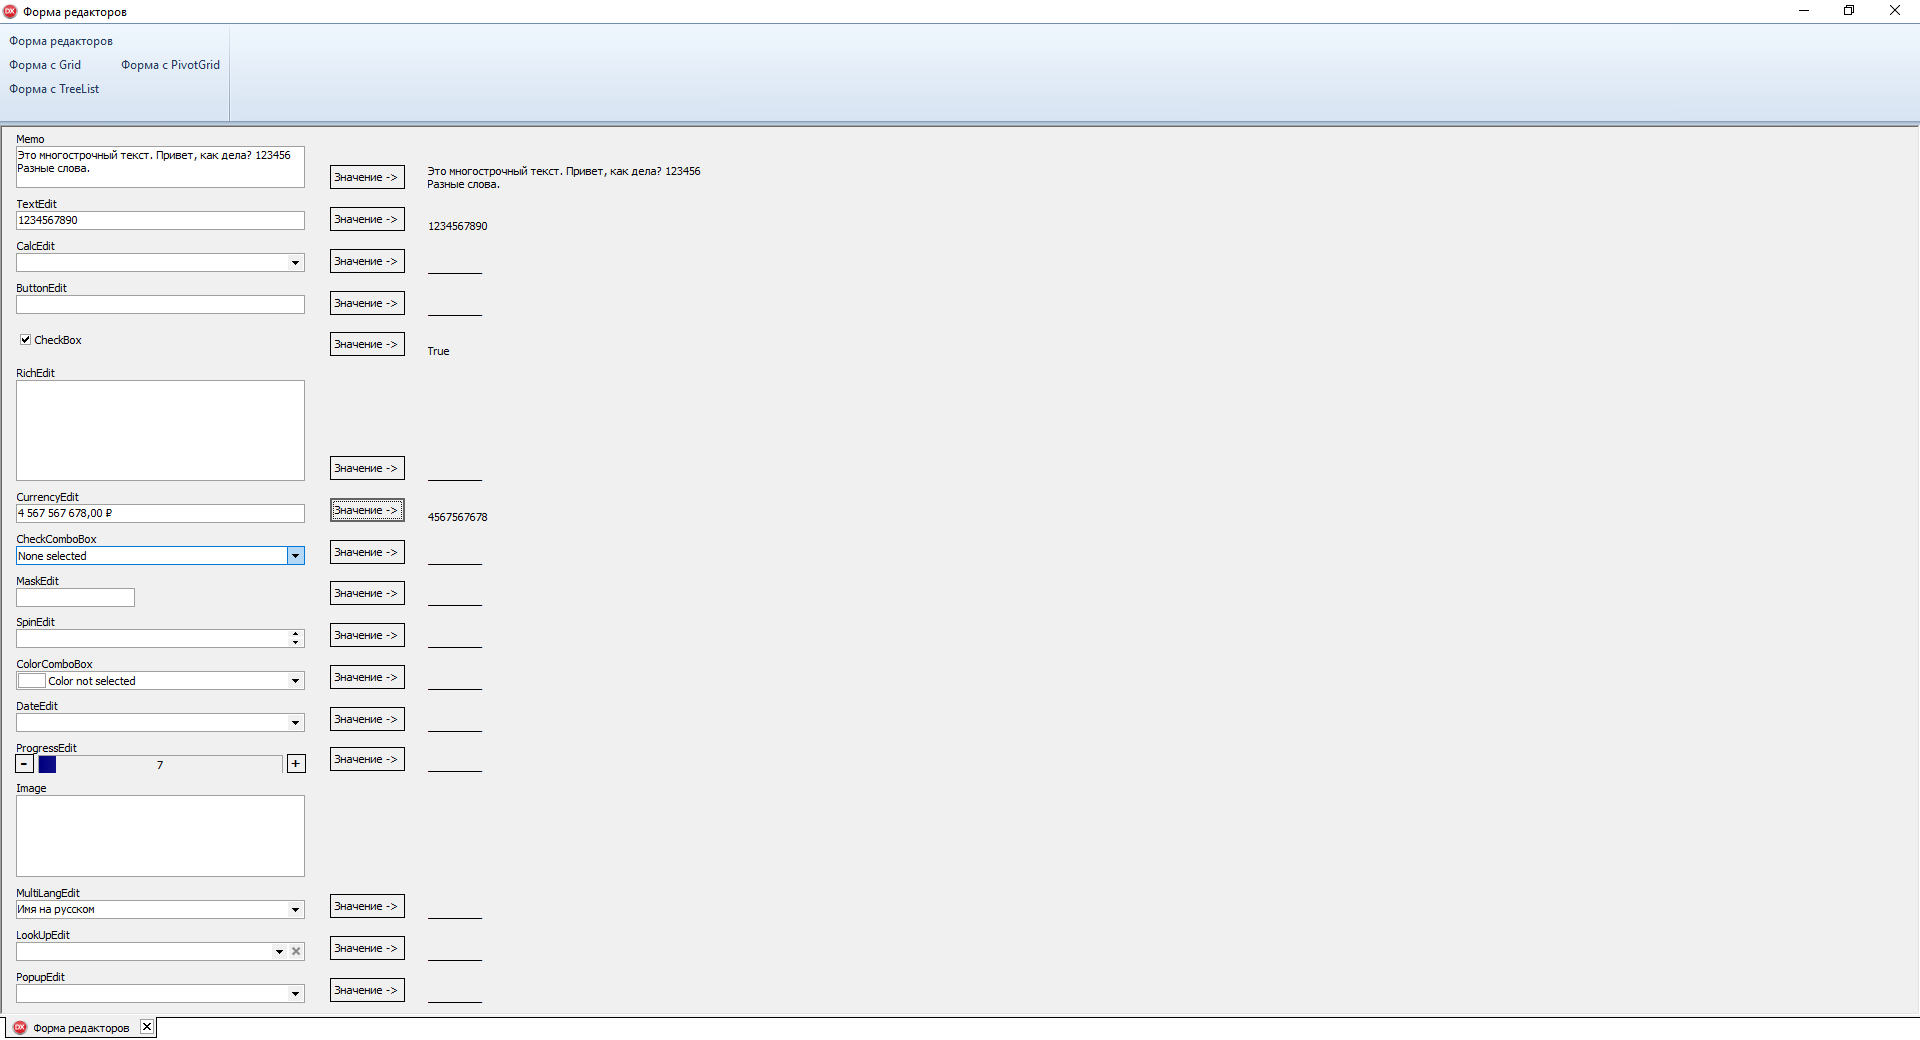 DX Форма редакторов
Форма редакторов
Форма с Grid Форма с PivotGrid
Форма с TreeList
Memo
Это многострочный текст. Привет, как дела? 123456
Разные слова.
Значение ->
Это многострочный текст. Привет, как дела? 123456
Разные слова.
TextEdit
1234567890
Значение ->
1234567890
CalcEdit
Значение ->
ButtonEdit
Значение ->
CheckBox
Значение ->
True
RichEdit
Значение ->
CurrencyEdit
4 567 567 678,00 ₽
Значение ->
4567567678
CheckComboBox
None selected
Значение ->
MaskEdit
Значение ->
SpinEdit
Значение ->
ColorComboBox
Color not selected
Значение ->
DateEdit
Значение ->
ProgressEdit
- 7 +
Значение ->
Image
MultiLangEdit
Имя на русском
Значение ->
LookUpEdit
Значение ->
PopupEdit
Значение ->
DX Форма редакторов